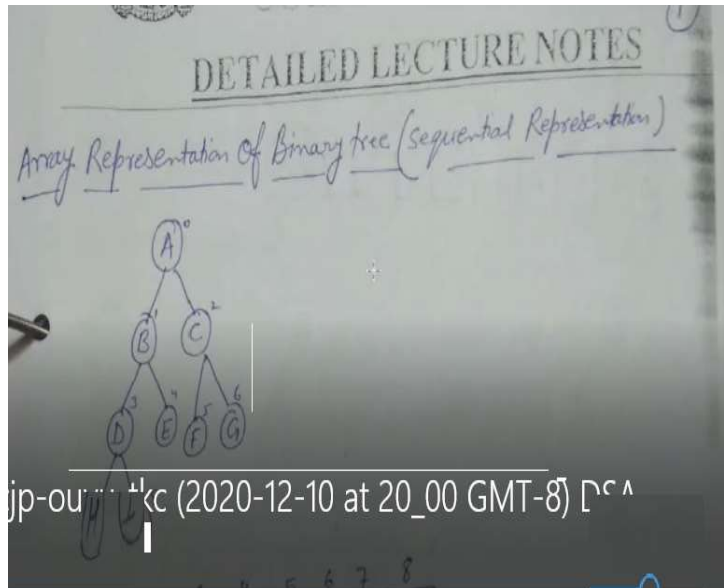 DETAILED LECTURE NOTES
Array Representation Of Binary tree (sequential Representation)
A 0
B 1 C 2
D 3 E 4 F 5 G 6
(2020-12-10 at 20_00 GMT-8)
H I
5 6 7 8